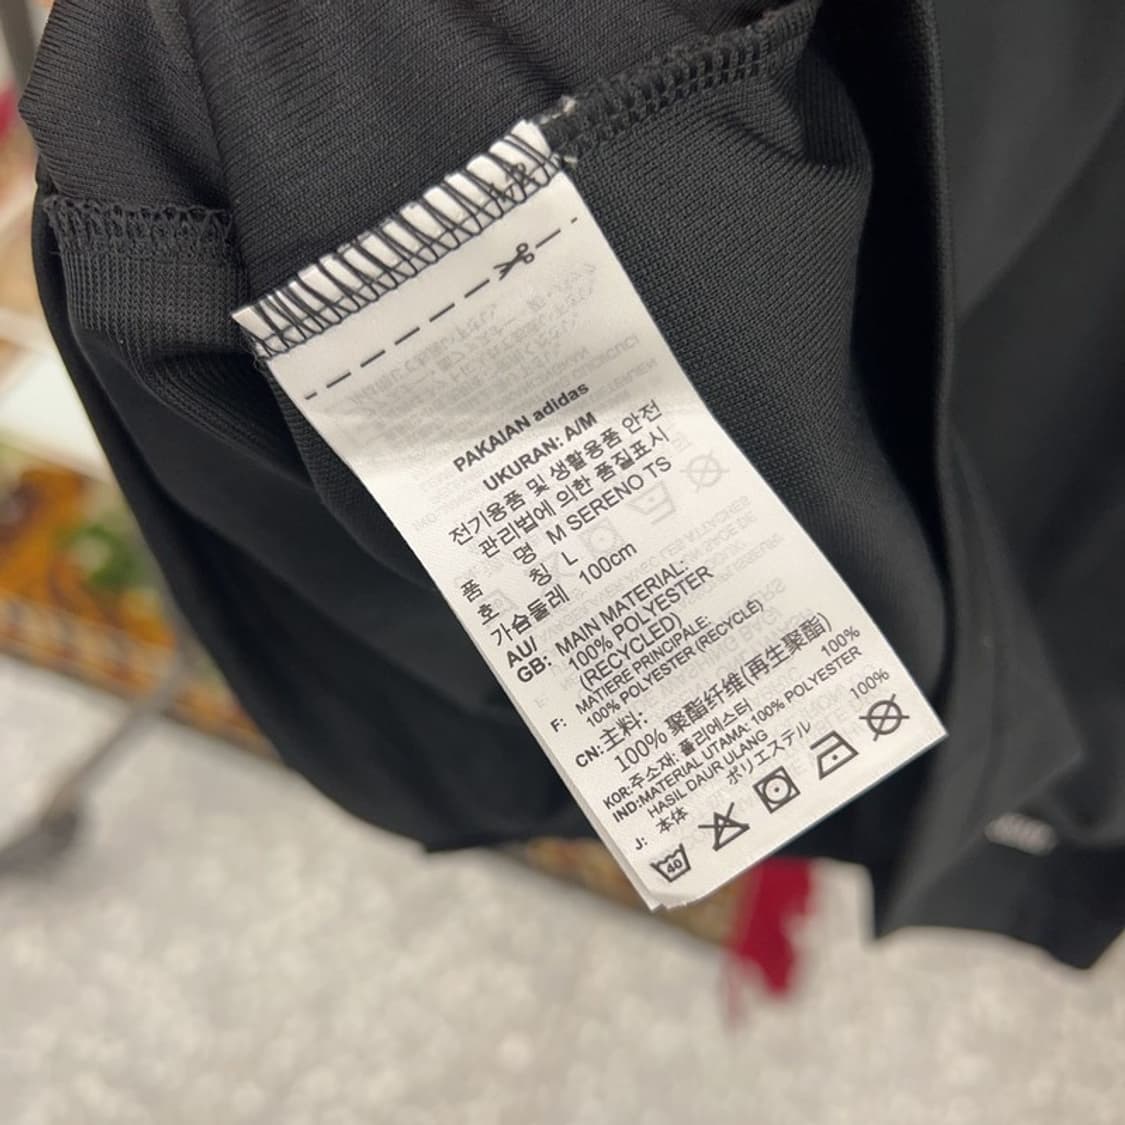 PAKAIAN adidas
UKURAN: A/M
전기용품 및 생활용품 안전
관리법에 의한 품질표시
품 명 M SERENO TS
호 칭 L
가슴둘레 100cm
AU/
GB: MAIN MATERIAL:
100% POLYESTER
(RECYCLED)
F: MATIERE PRINCIPALE:
100% POLYESTER (RECYCLÉ)
CN: 主料:
100% 聚酯纤维(再生聚酯)
KOR: 주소재: 폴리에스터 100%
IND: MATERIAL UTAMA: 100% POLYESTER
HASIL DAUR ULANG
J: 本体 ポリエステル 100%
40